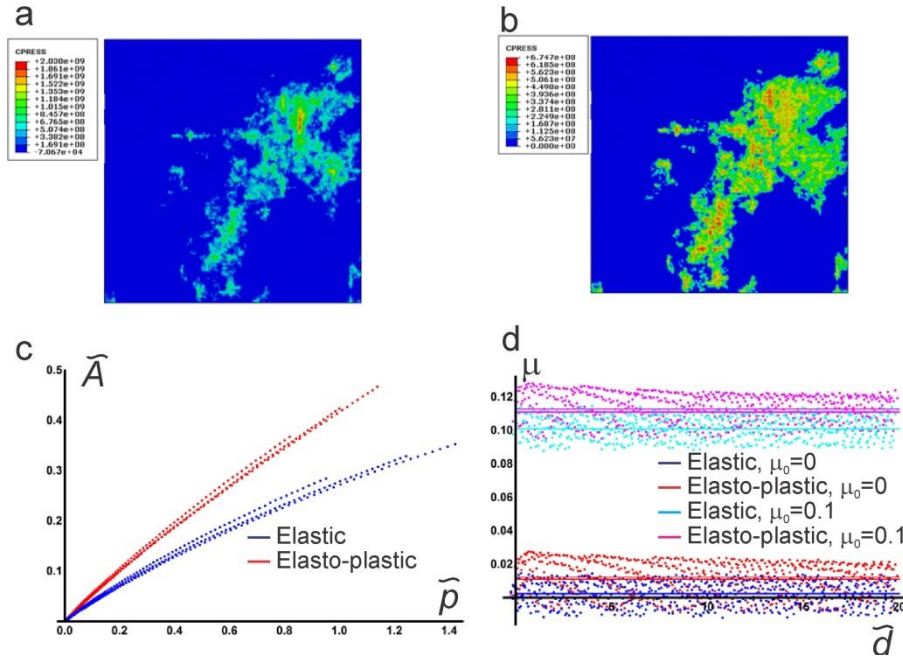 a
CPRESS
+2.030e+09
+1.861e+09
+1.691e+09
+1.522e+09
+1.353e+09
+1.184e+09
+1.015e+09
+8.457e+08
+6.765e+08
+5.074e+08
+3.382e+08
+1.691e+08
-7.067e+04
b
CPRESS
+6.747e+08
+6.185e+08
+5.623e+08
+5.061e+08
+4.498e+08
+3.936e+08
+3.374e+08
+2.811e+08
+2.249e+08
+1.687e+08
+1.125e+08
+5.623e+07
+0.000e+00
c
Ã
0.5
0.4
0.3
0.2
0.1
Elastic
Elasto-plastic
p̃
0.0 0.2 0.4 0.6 0.8 1.0 1.2 1.4
d
μ
0.12
0.10
0.08
0.06
0.04
0.02
Elastic, μ₀=0
Elasto-plastic, μ₀=0
Elastic, μ₀=0.1
Elasto-plastic, μ₀=0.1
5 10 15 20
d̃